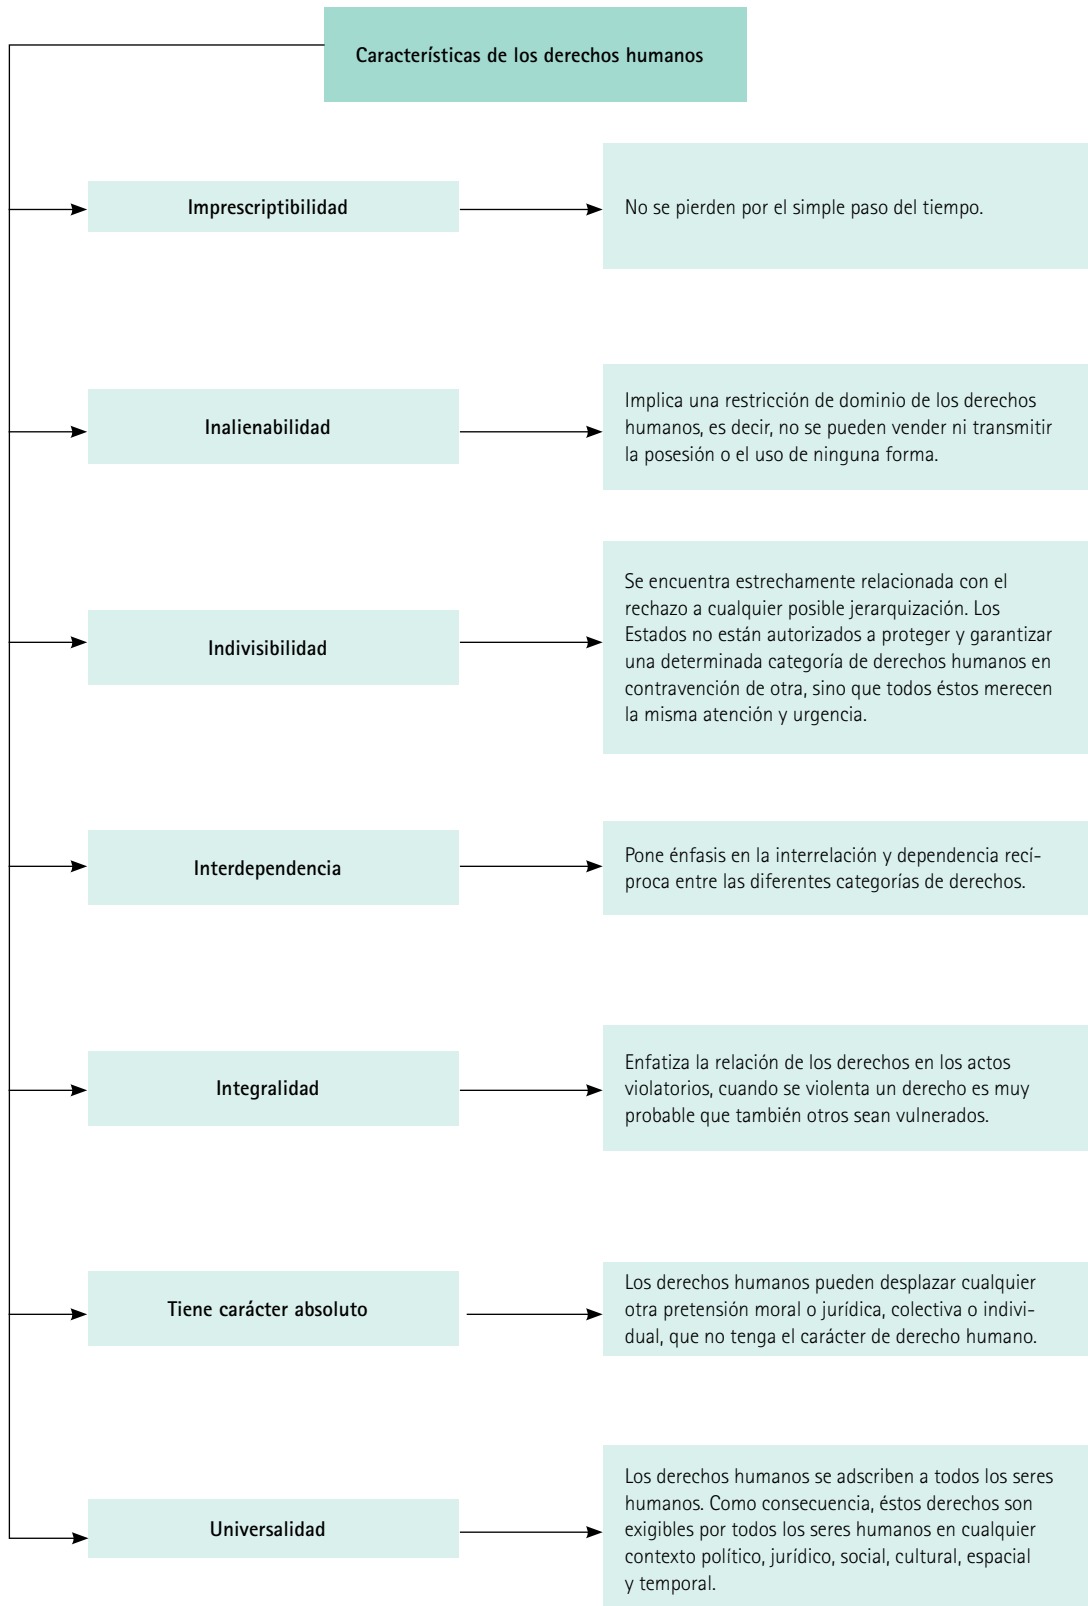 Características de los derechos humanos
Imprescriptibilidad
No se pierden por el simple paso del tiempo.
Inalienabilidad
Implica una restricción de dominio de los derechos
humanos, es decir, no se pueden vender ni transmitir
la posesión o el uso de ninguna forma.
Indivisibilidad
Se encuentra estrechamente relacionada con el
rechazo a cualquier posible jerarquización. Los
Estados no están autorizados a proteger y garantizar
una determinada categoría de derechos humanos en
contravención de otra, sino que todos éstos merecen
la misma atención y urgencia.
Interdependencia
Pone énfasis en la interrelación y dependencia recí-
proca entre las diferentes categorías de derechos.
Integralidad
Enfatiza la relación de los derechos en los actos
violatorios, cuando se violenta un derecho es muy
probable que también otros sean vulnerados.
Tiene carácter absoluto
Los derechos humanos pueden desplazar cualquier
otra pretensión moral o jurídica, colectiva o indivi-
dual, que no tenga el carácter de derecho humano.
Universalidad
Los derechos humanos se adscriben a todos los seres
humanos. Como consecuencia, éstos derechos son
exigibles por todos los seres humanos en cualquier
contexto político, jurídico, social, cultural, espacial
y temporal.